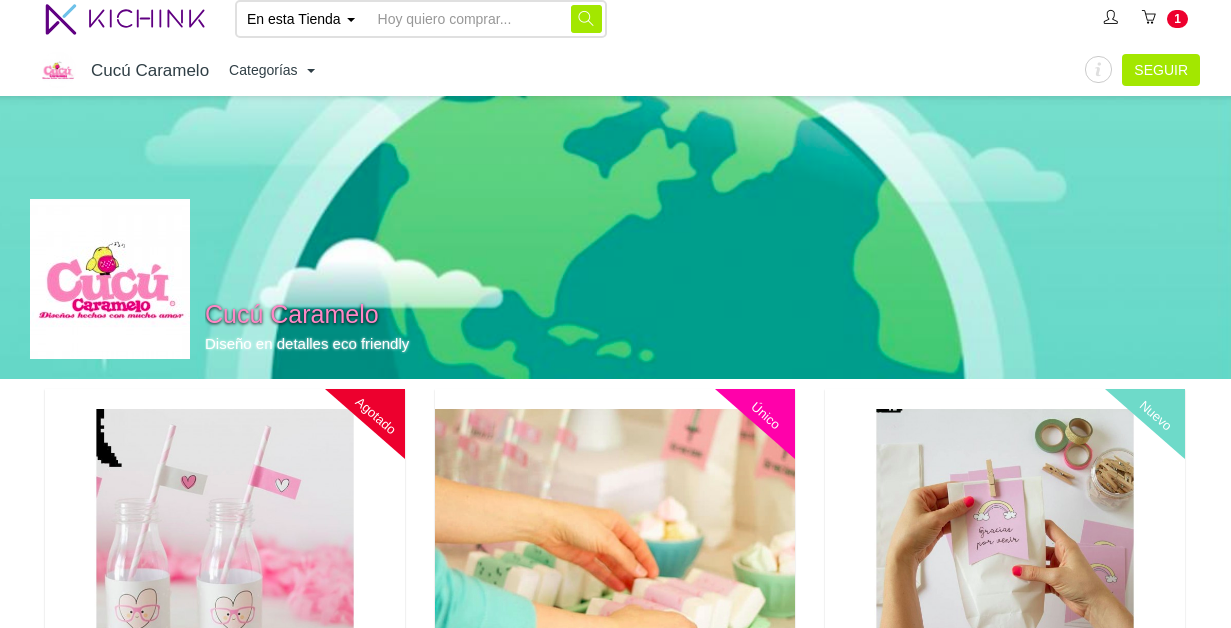 KICHINK
En esta Tienda
Hoy quiero comprar...
1
Cucú Caramelo
Categorías
SEGUIR
Cucú
Caramelo
Diseños hechos con mucho amor
Cucú Caramelo
Diseño en detalles eco friendly
Agotado
Único
Nuevo
Gracias
por venir